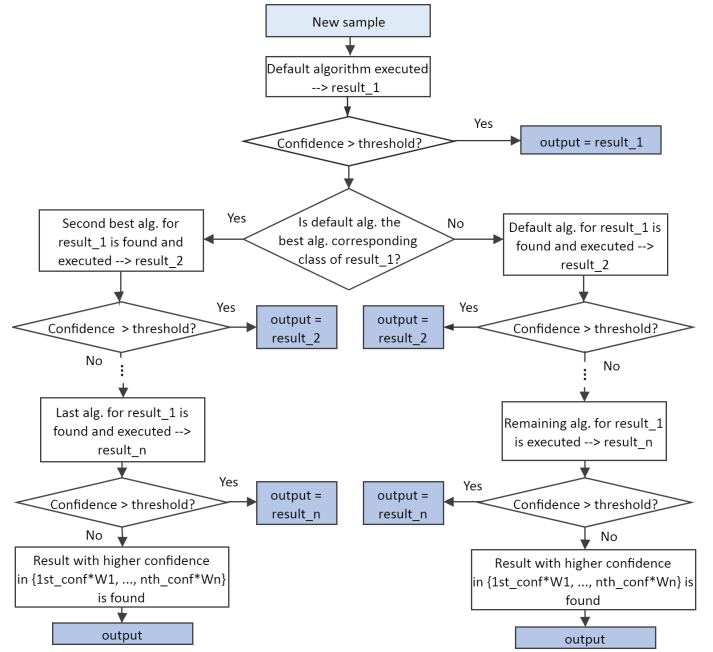 New sample
Default algorithm executed
--> result_1
Confidence > threshold?
Yes
output = result_1
Is default alg. the
best alg. corresponding
class of result_1?
Yes
No
Second best alg. for
result_1 is found and
executed --> result_2
Default alg. for result_1 is
found and executed -->
result_2
Confidence > threshold?
Yes
output =
result_2
No
Yes
output =
result_2
Confidence > threshold?
No
Last alg. for result_1 is
found and executed -->
result_n
Remaining alg. for result_1
is executed --> result_n
Confidence > threshold?
Yes
output =
result_n
No
Yes
output =
result_n
Confidence > threshold?
No
Result with higher confidence
in {1st_conf*W1, ..., nth_conf*Wn}
is found
output
Result with higher confidence
in {1st_conf*W1, ..., nth_conf*Wn} is
found
output